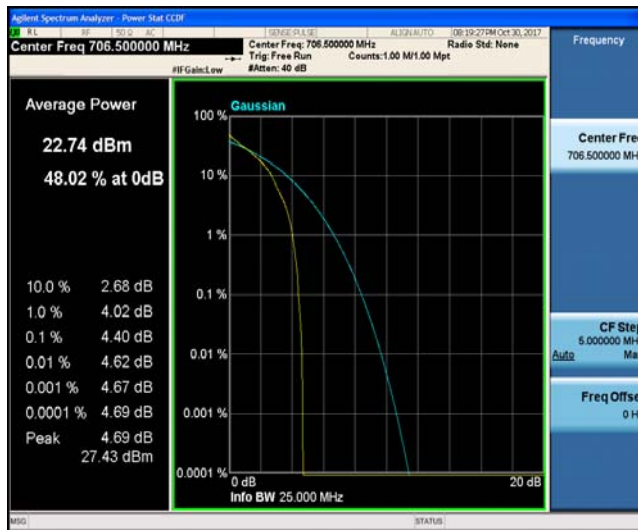 Agilent Spectrum Analyzer - Power Stat CCDF
RL RF 50 Ω AC SENSE:PULSE ALIGNAUTO 08:19:27PM Oct 30, 2017
Center Freq 706.500000 MHz
Center Freq: 706.500000 MHz Radio Std: None
Trig: Free Run Counts:1.00 M/1.00 Mpt
#IFGain:Low #Atten: 40 dB
Average Power
22.74 dBm
48.02 % at 0dB
10.0 % 2.68 dB
1.0 % 4.02 dB
0.1 % 4.40 dB
0.01 % 4.62 dB
0.001 % 4.67 dB
0.0001 % 4.69 dB
Peak 4.69 dB
27.43 dBm
Gaussian
100 %
10 %
1 %
0.1 %
0.01 %
0.001 %
0.0001 %
0 dB 20 dB
Info BW 25.000 MHz
Frequency
Center Fre
706.500000 MH
CF Step
5.000000 MH
Auto Ma
Freq Offse
0 H
MSG STATUS